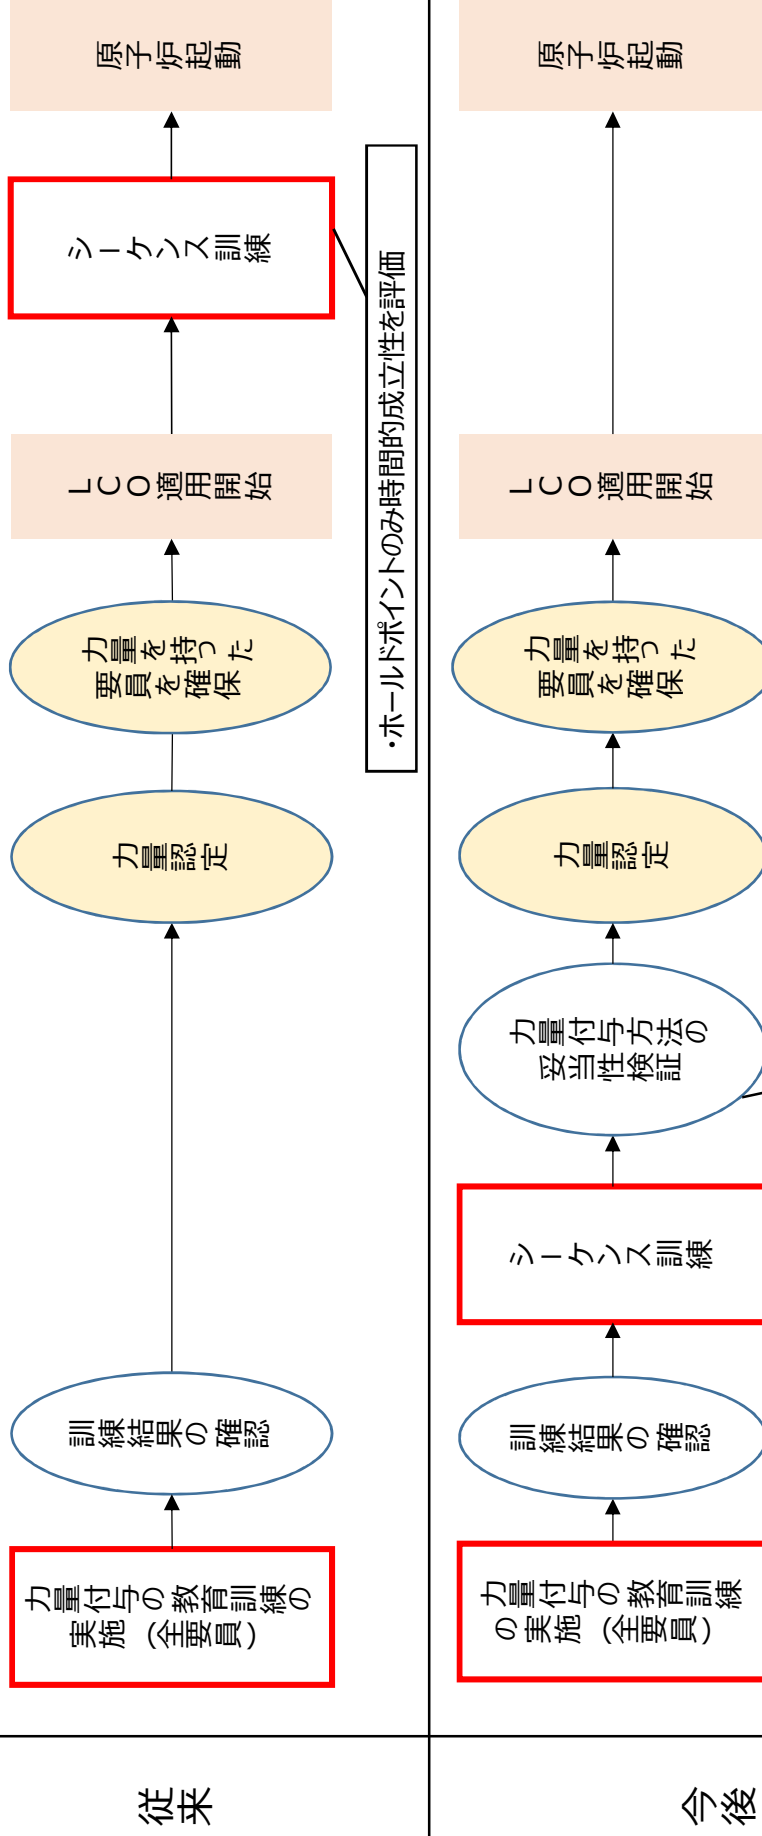 従来
力量付与の教育訓練の
実施（全要員）
訓練結果の確認
力量認定
力量を持った
要員を確保
ＬＣＯ適用開始
シーケンス訓練
・ホールドポイントのみ時間的成立性を評価
原子炉起動
今後
力量付与の教育訓練
の実施（全要員）
訓練結果の確認
シーケンス訓練
力量付与方法の
妥当性検証
力量認定
力量を持った
要員を確保
ＬＣＯ適用開始
原子炉起動